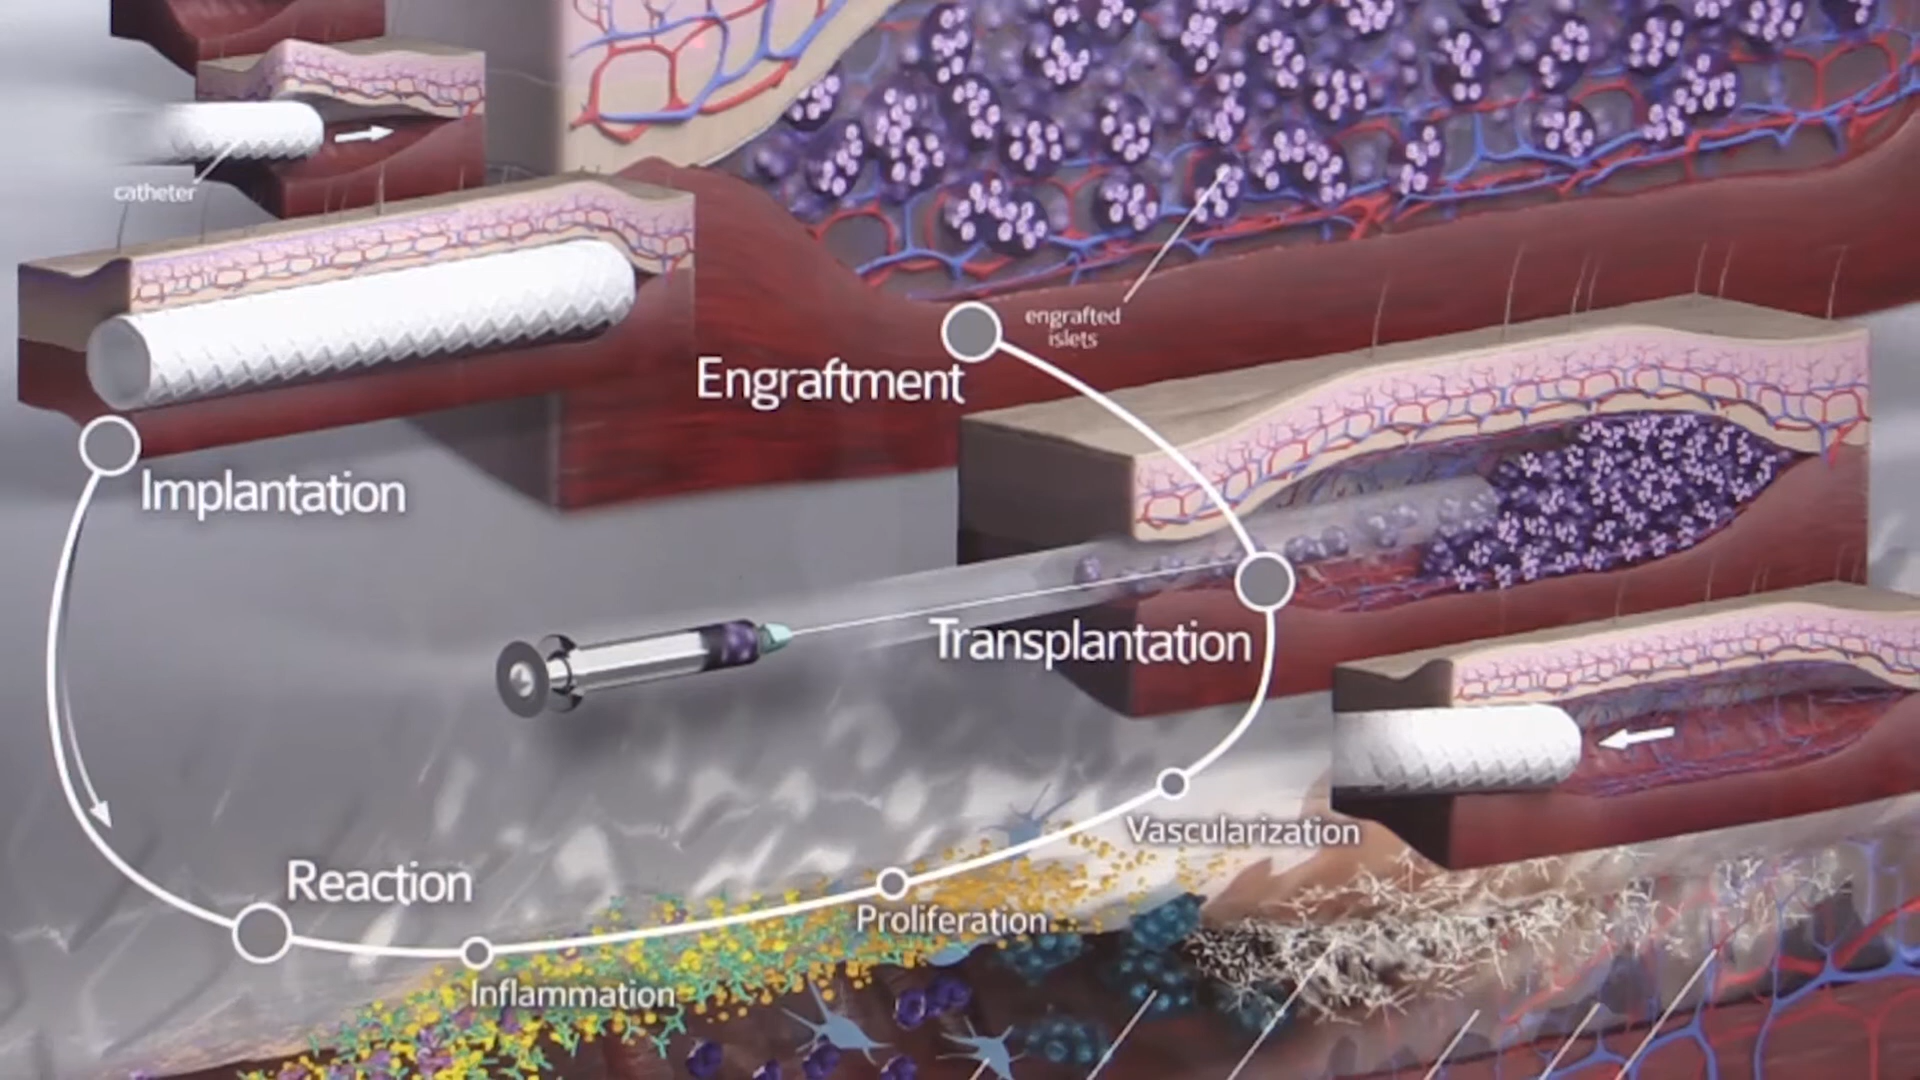 catheter
engrafted
islets
Engraftment
Implantation
Transplantation
Vascularization
Reaction
Proliferation
Inflammation